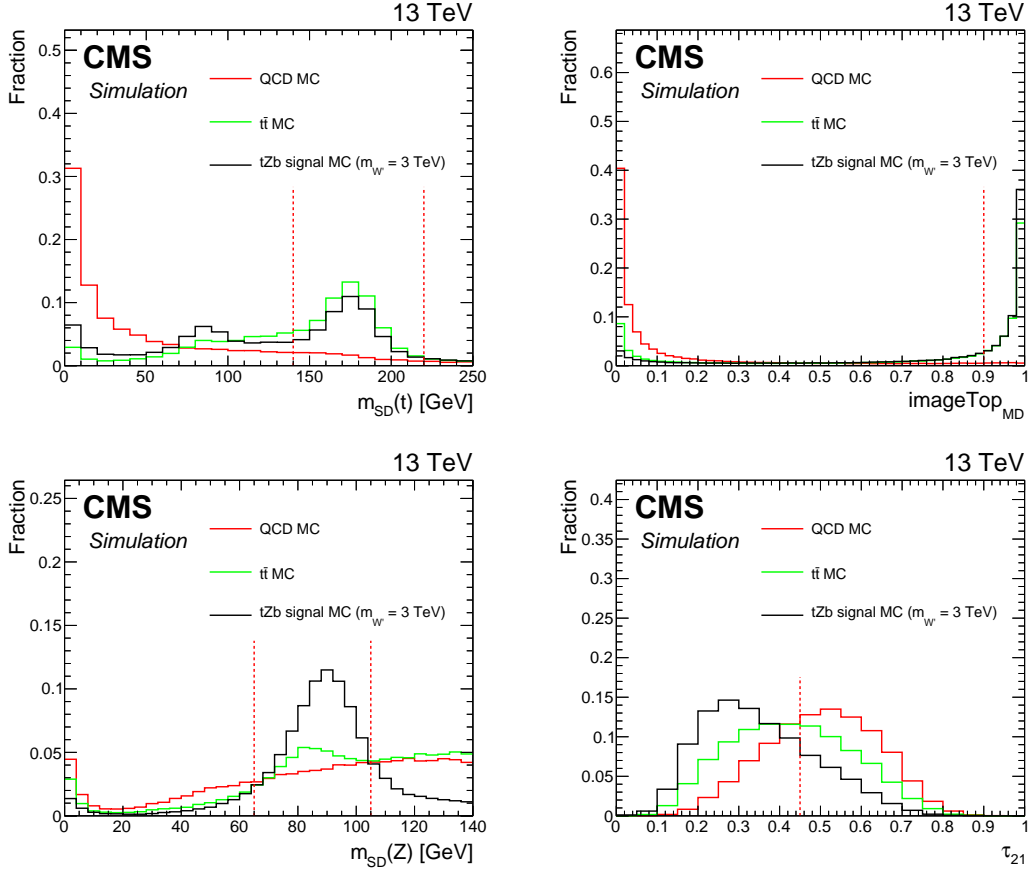 13 TeV
CMS
Simulation
QCD MC
tt̄ MC
tZb signal MC (m_W' = 3 TeV)
Fraction
0.5
0.4
0.3
0.2
0.1
0
0 50 100 150 200 250
m_SD(t) [GeV]
13 TeV
CMS
Simulation
QCD MC
tt̄ MC
tZb signal MC (m_W' = 3 TeV)
Fraction
0.6
0.5
0.4
0.3
0.2
0.1
0
0 0.1 0.2 0.3 0.4 0.5 0.6 0.7 0.8 0.9 1
imageTop_MD
13 TeV
CMS
Simulation
QCD MC
tt̄ MC
tZb signal MC (m_W' = 3 TeV)
Fraction
0.25
0.2
0.15
0.1
0.05
0
0 20 40 60 80 100 120 140
m_SD(Z) [GeV]
13 TeV
CMS
Simulation
QCD MC
tt̄ MC
tZb signal MC (m_W' = 3 TeV)
Fraction
0.4
0.35
0.3
0.25
0.2
0.15
0.1
0.05
0
0 0.1 0.2 0.3 0.4 0.5 0.6 0.7 0.8 0.9 1
τ_21